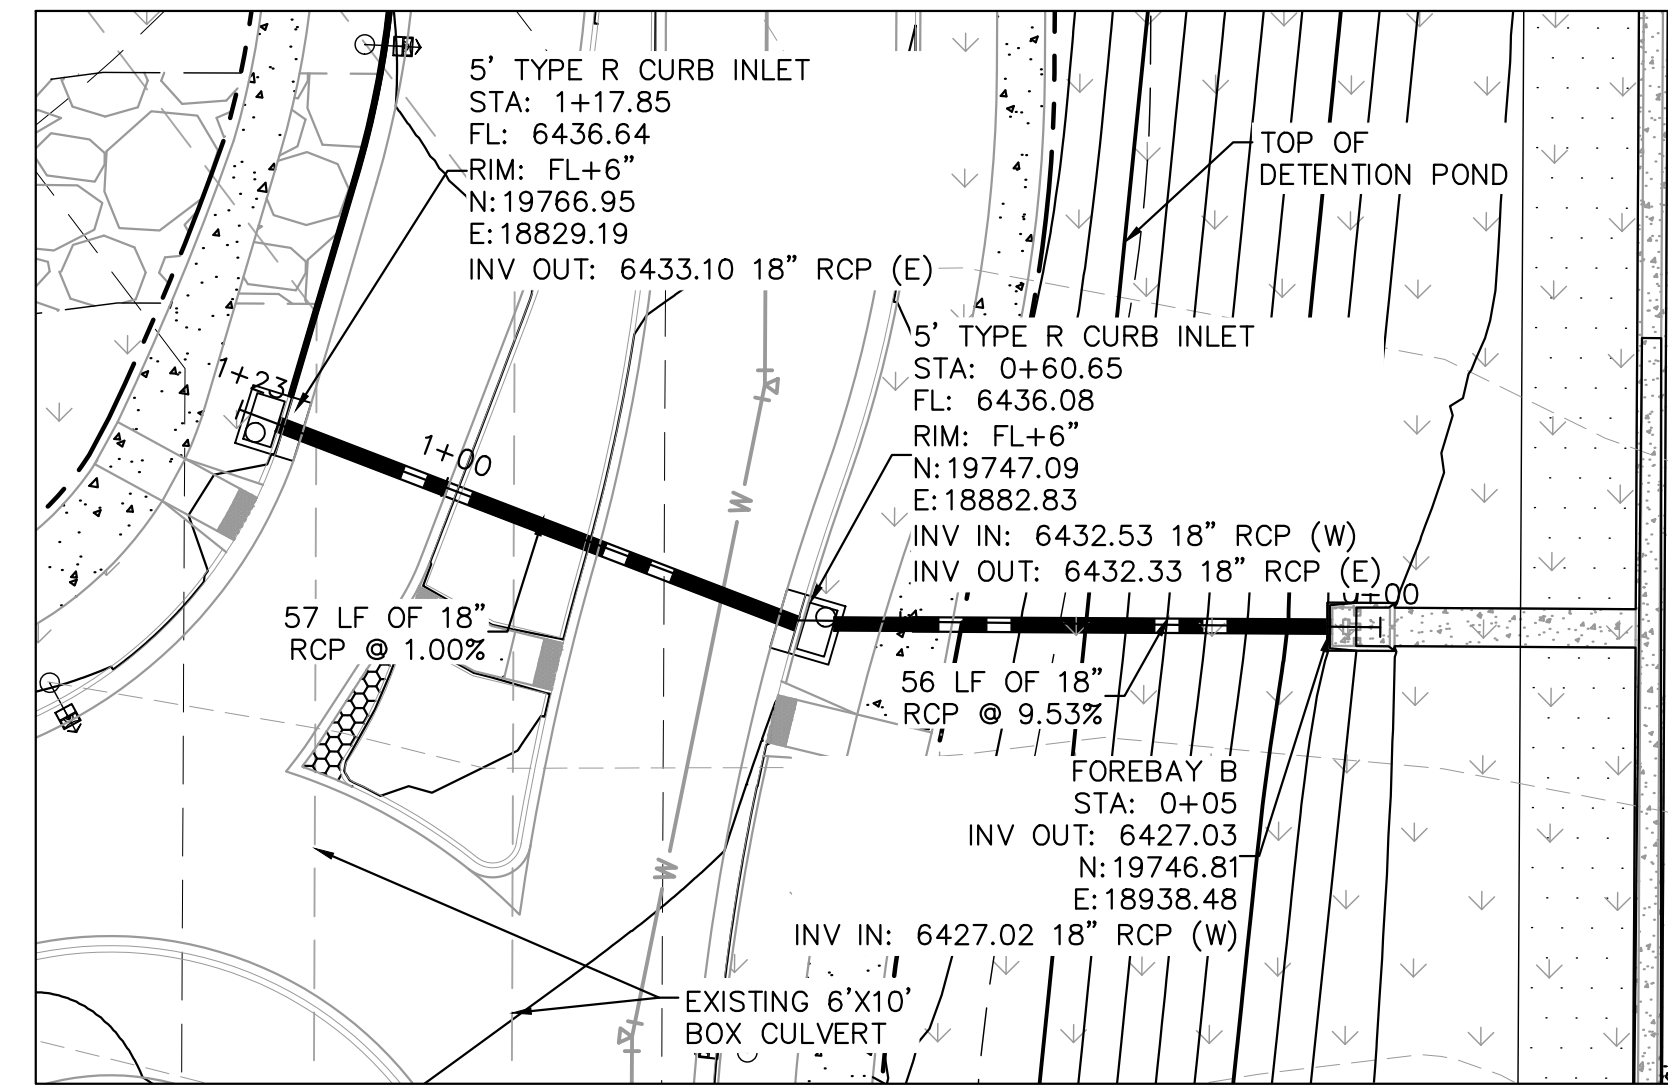 5' TYPE R CURB INLET
STA: 1+17.85
FL: 6436.64
RIM: FL+6"
N:19766.95
E:18829.19
INV OUT: 6433.10 18" RCP (E)
TOP OF
DETENTION POND
5' TYPE R CURB INLET
STA: 0+60.65
FL: 6436.08
RIM: FL+6"
N:19747.09
E:18882.83
INV IN: 6432.53 18" RCP (W)
INV OUT: 6432.33 18" RCP (E)
1+23
1+00
0+00
W
57 LF OF 18"
RCP @ 1.00%
56 LF OF 18"
RCP @ 9.53%
FOREBAY B
STA: 0+05
INV OUT: 6427.03
N:19746.81
E:18938.48
INV IN: 6427.02 18" RCP (W)
W
EXISTING 6'X10'
BOX CULVERT